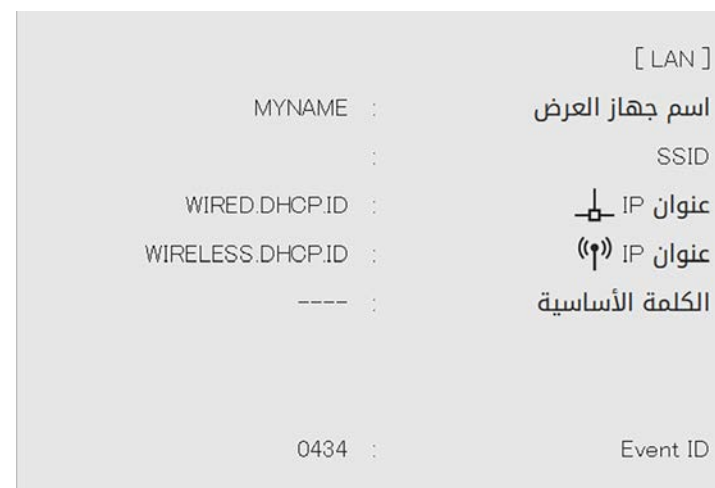 [ LAN ]
اسم جهاز العرض : MYNAME
SSID :
عنوان IP : WIRED.DHCP.ID
عنوان IP : WIRELESS.DHCP.ID
الكلمة الأساسية : ----
Event ID : 0434